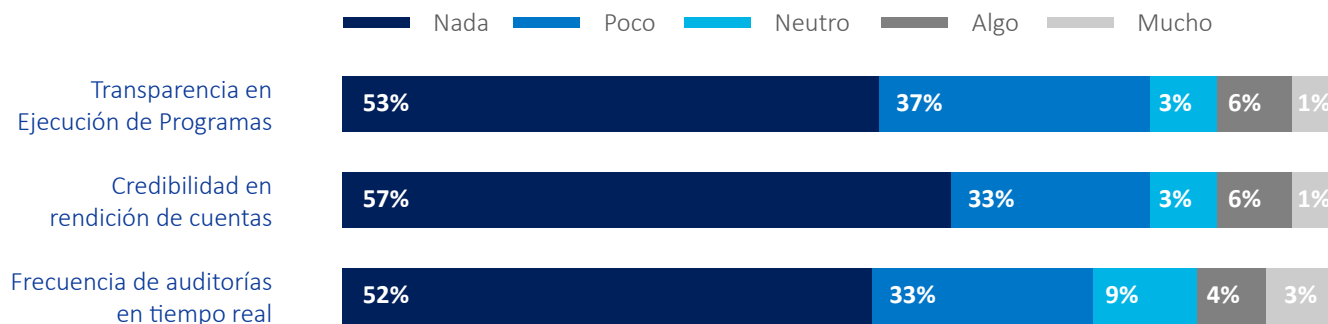 Nada Poco Neutro Algo Mucho
Transparencia en
Ejecución de Programas
53% 37% 3% 6% 1%
Credibilidad en
rendición de cuentas
57% 33% 3% 6% 1%
Frecuencia de auditorías
en tiempo real
52% 33% 9% 4% 3%